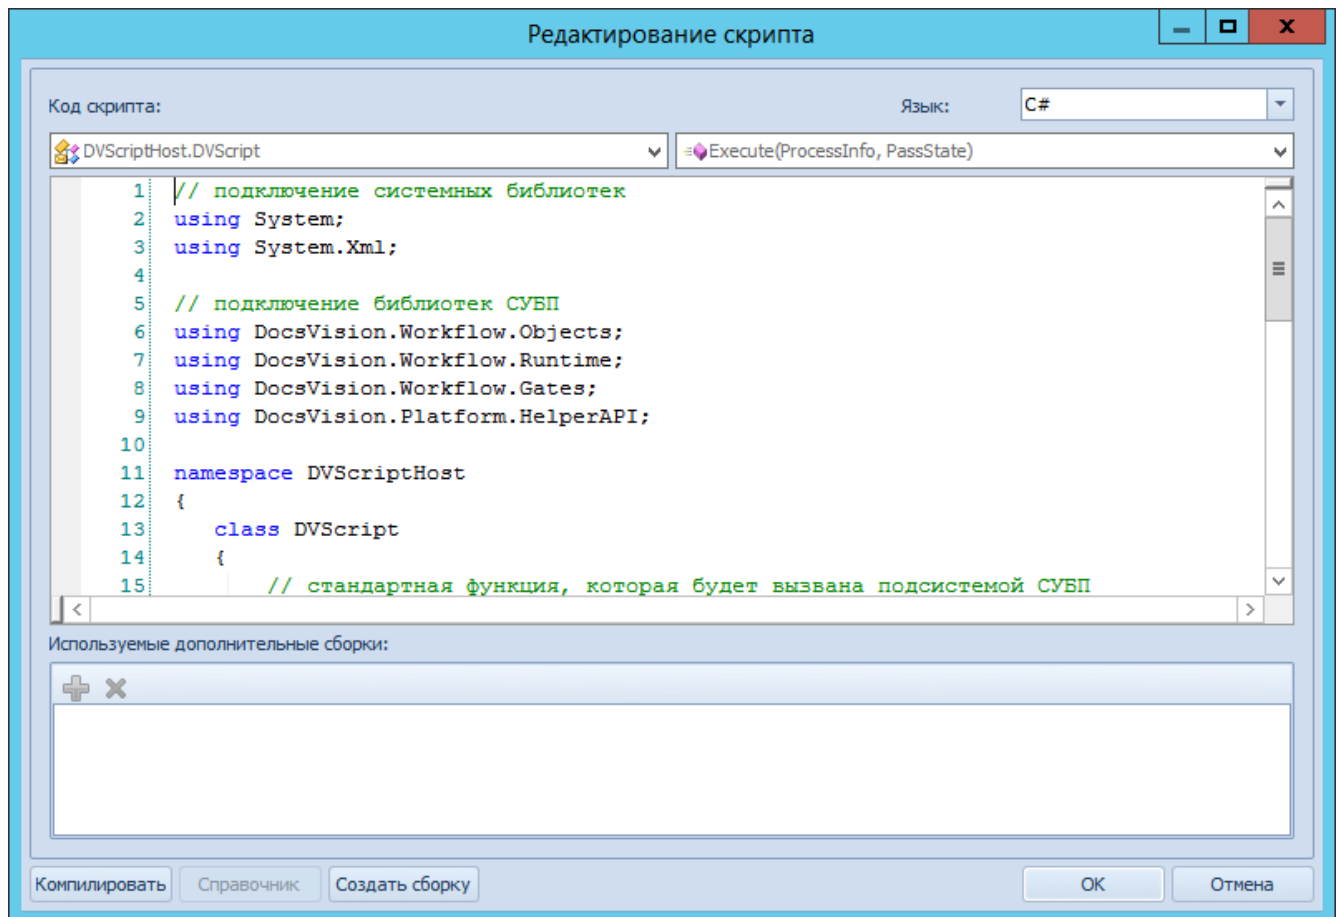 Редактирование скрипта
Код скрипта:
Язык:
C#
DVScriptHost.DVScript
Execute(ProcessInfo, PassState)
1 // подключение системных библиотек
2 using System;
3 using System.Xml;
4
5 // подключение библиотек СУБП
6 using DocsVision.Workflow.Objects;
7 using DocsVision.Workflow.Runtime;
8 using DocsVision.Workflow.Gates;
9 using DocsVision.Platform.HelperAPI;
10
11 namespace DVScriptHost
12 {
13 class DVScript
14 {
15 // стандартная функция, которая будет вызвана подсистемой СУБП
Используемые дополнительные сборки:
Компилировать
Справочник
Создать сборку
OK
Отмена